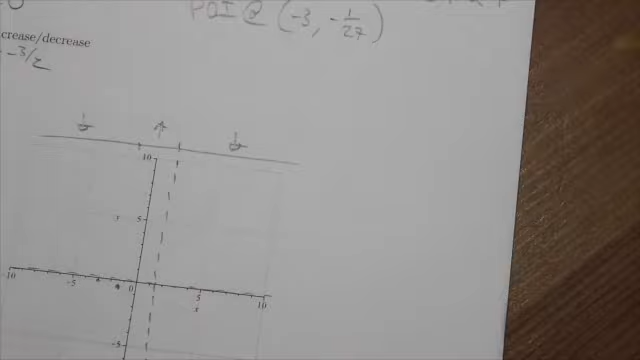 POI @ (-3, -1/27)
crease/decrease
-3/2
10
y 5
-10 -5 0 5 10
x
-5